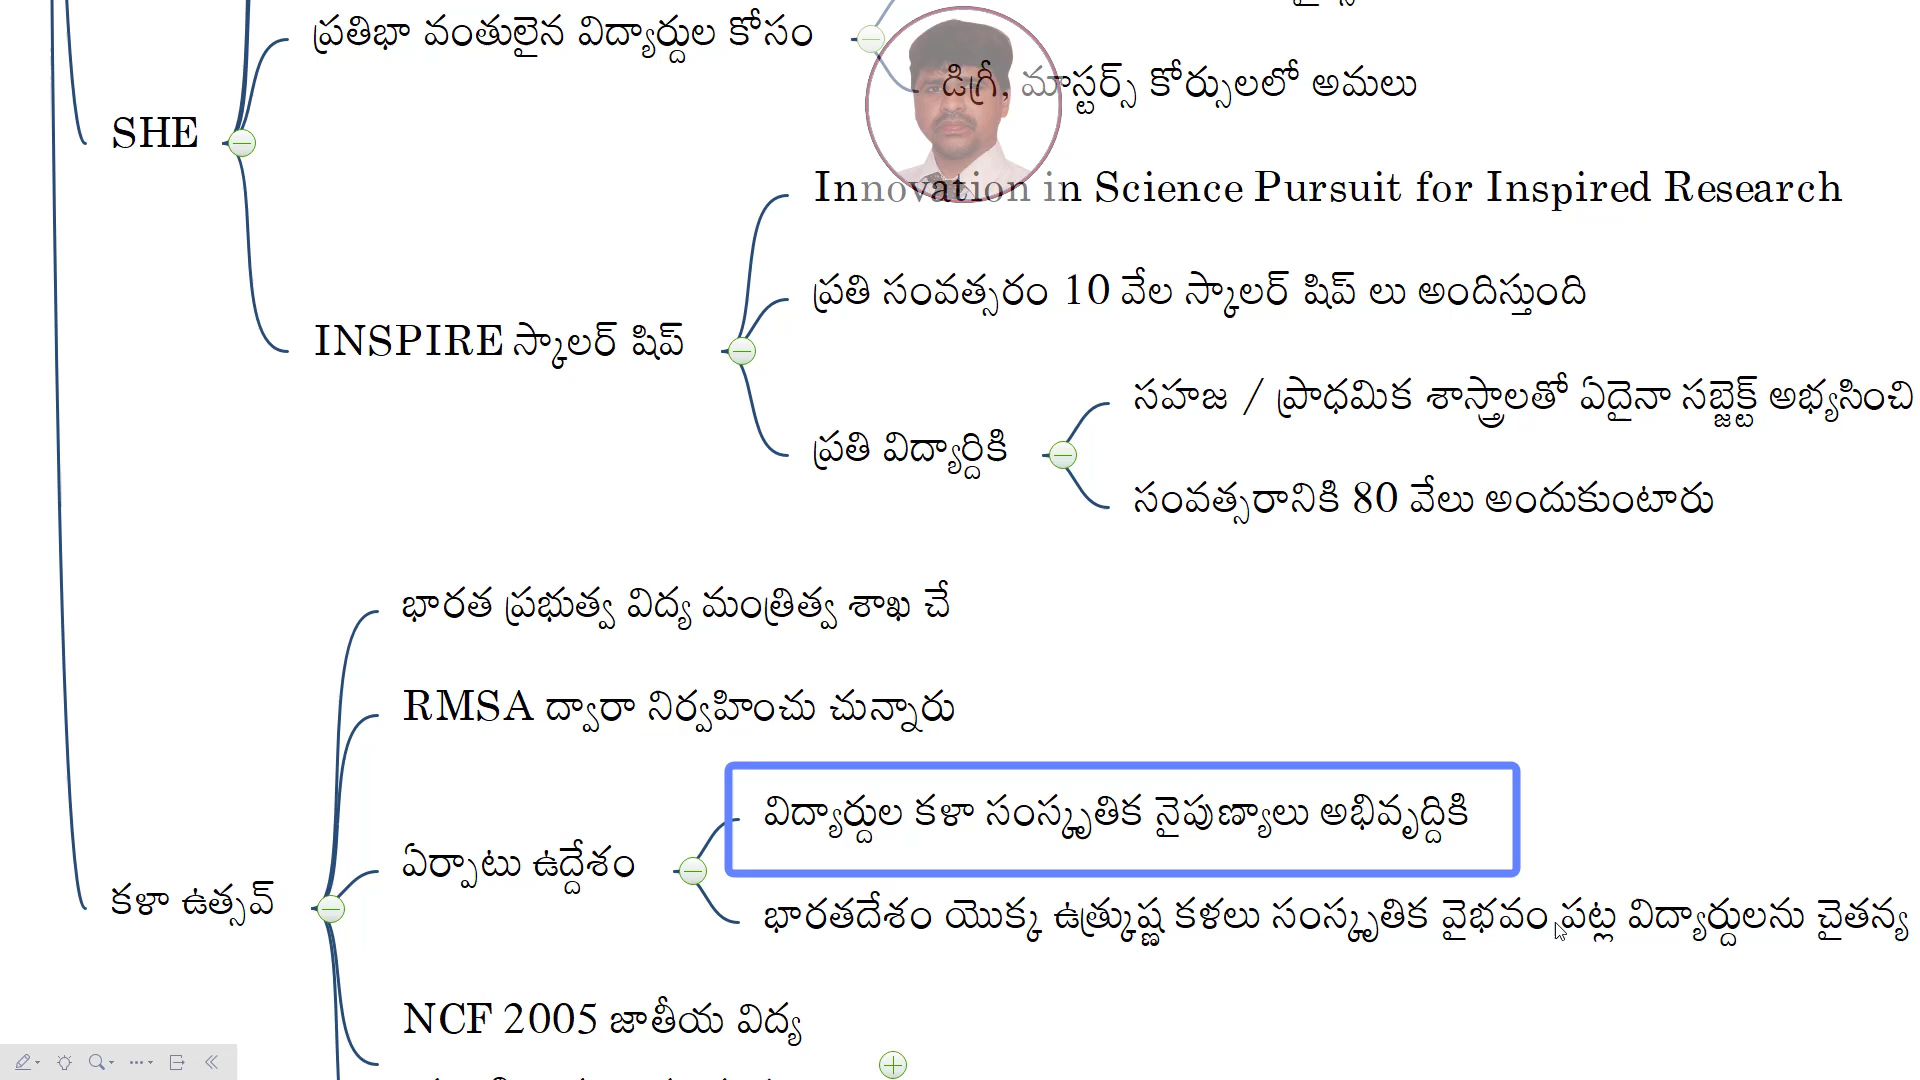 ప్రతిభా వంతులైన విద్యార్దుల కోసం
డిగ్రీ, మాస్టర్స్ కోర్సులలో అమలు
SHE
Innovation in Science Pursuit for Inspired Research
ప్రతి సంవత్సరం 10 వేల స్కాలర్ షిప్ లు అందిస్తుంది
INSPIRE స్కాలర్ షిప్
సహజ / ప్రాధమిక శాస్త్రాలతో ఏదైనా సబ్జెక్ట్ అభ్యసించి
ప్రతి విద్యార్దికి
సంవత్సరానికి 80 వేలు అందుకుంటారు
భారత ప్రభుత్వ విద్య మంత్రిత్వ శాఖ చే
RMSA ద్వారా నిర్వహించు చున్నారు
విద్యార్దుల కళా సంస్కృతిక నైపుణ్యాలు అభివృద్దికి
ఏర్పాటు ఉద్దేశం
కళా ఉత్సవ్
భారతదేశం యొక్క ఉత్క్రుష్ణ కళలు సంస్కృతిక వైభవం పట్ల విద్యార్దులను చైతన్య
NCF 2005 జాతీయ విద్య